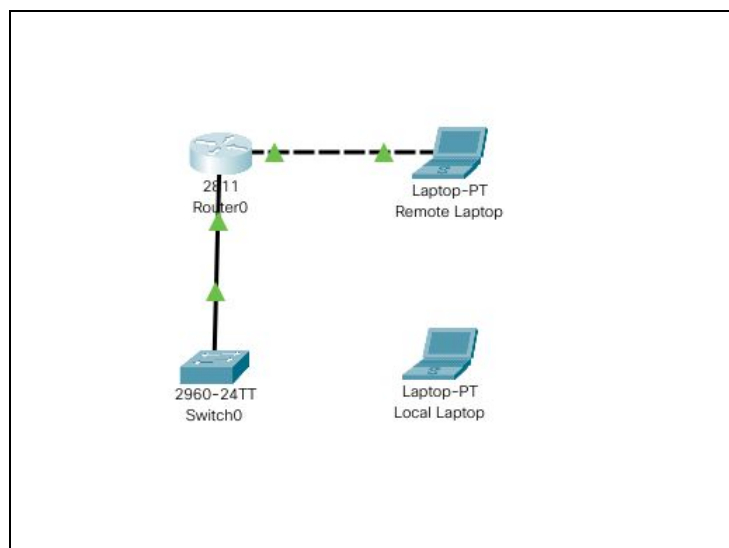 2811
Router0
Laptop-PT
Remote Laptop
2960-24TT
Switch0
Laptop-PT
Local Laptop